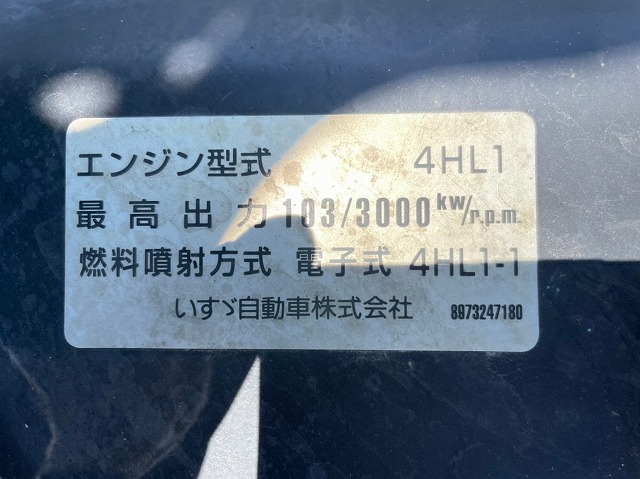 エンジン型式 4HL1
最高出力 103/3000 kw/r.p.m.
燃料噴射方式 電子式 4HL1-1
いすゞ自動車株式会社 8973247180